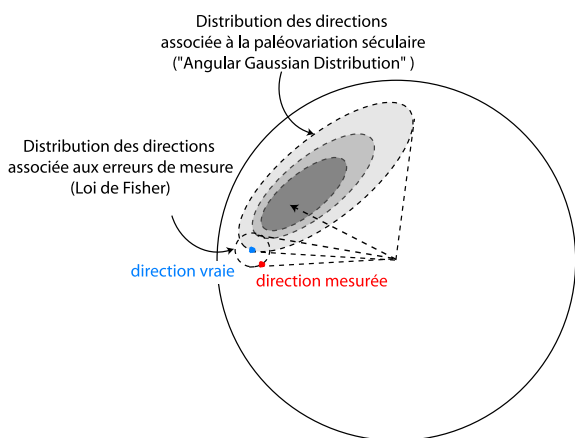 Distribution des directions
associée à la paléovariation séculaire
("Angular Gaussian Distribution" )
Distribution des directions
associée aux erreurs de mesure
(Loi de Fisher)
direction vraie
direction mesurée